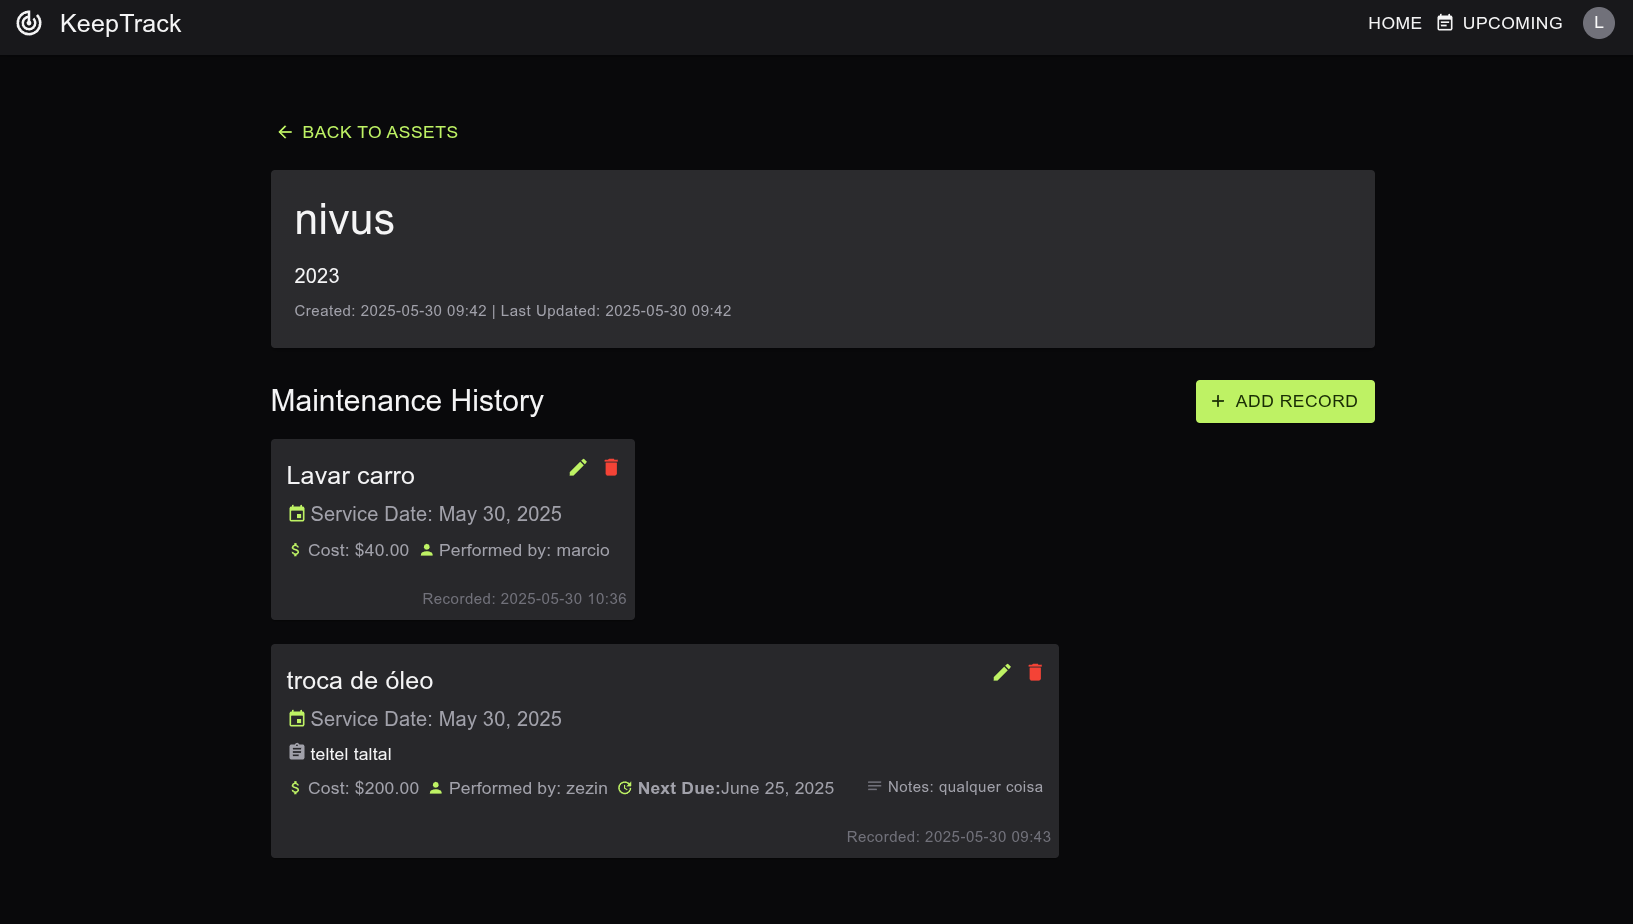 KeepTrack
HOME UPCOMING L
BACK TO ASSETS
nivus
2023
Created: 2025-05-30 09:42 | Last Updated: 2025-05-30 09:42
Maintenance History
+ ADD RECORD
Lavar carro
Service Date: May 30, 2025
$ Cost: $40.00 Performed by: marcio
Recorded: 2025-05-30 10:36
troca de óleo
Service Date: May 30, 2025
teltel taltal
$ Cost: $200.00 Performed by: zezin Next Due:June 25, 2025 Notes: qualquer coisa
Recorded: 2025-05-30 09:43